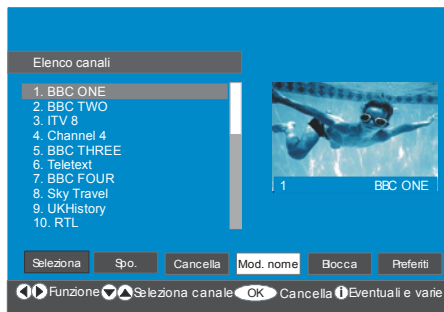 Elenco canali
1. BBC ONE
2. BBC TWO
3. ITV 8
4. Channel 4
5. BBC THREE
6. Teletext
7. BBC FOUR
8. Sky Travel
9. UKHistory
10. RTL
1 BBC ONE
Seleziona Spo. Cancella Mod. nome Blocca Preferiti
Funzione Seleziona canale OK Cancella i Eventuali e varie